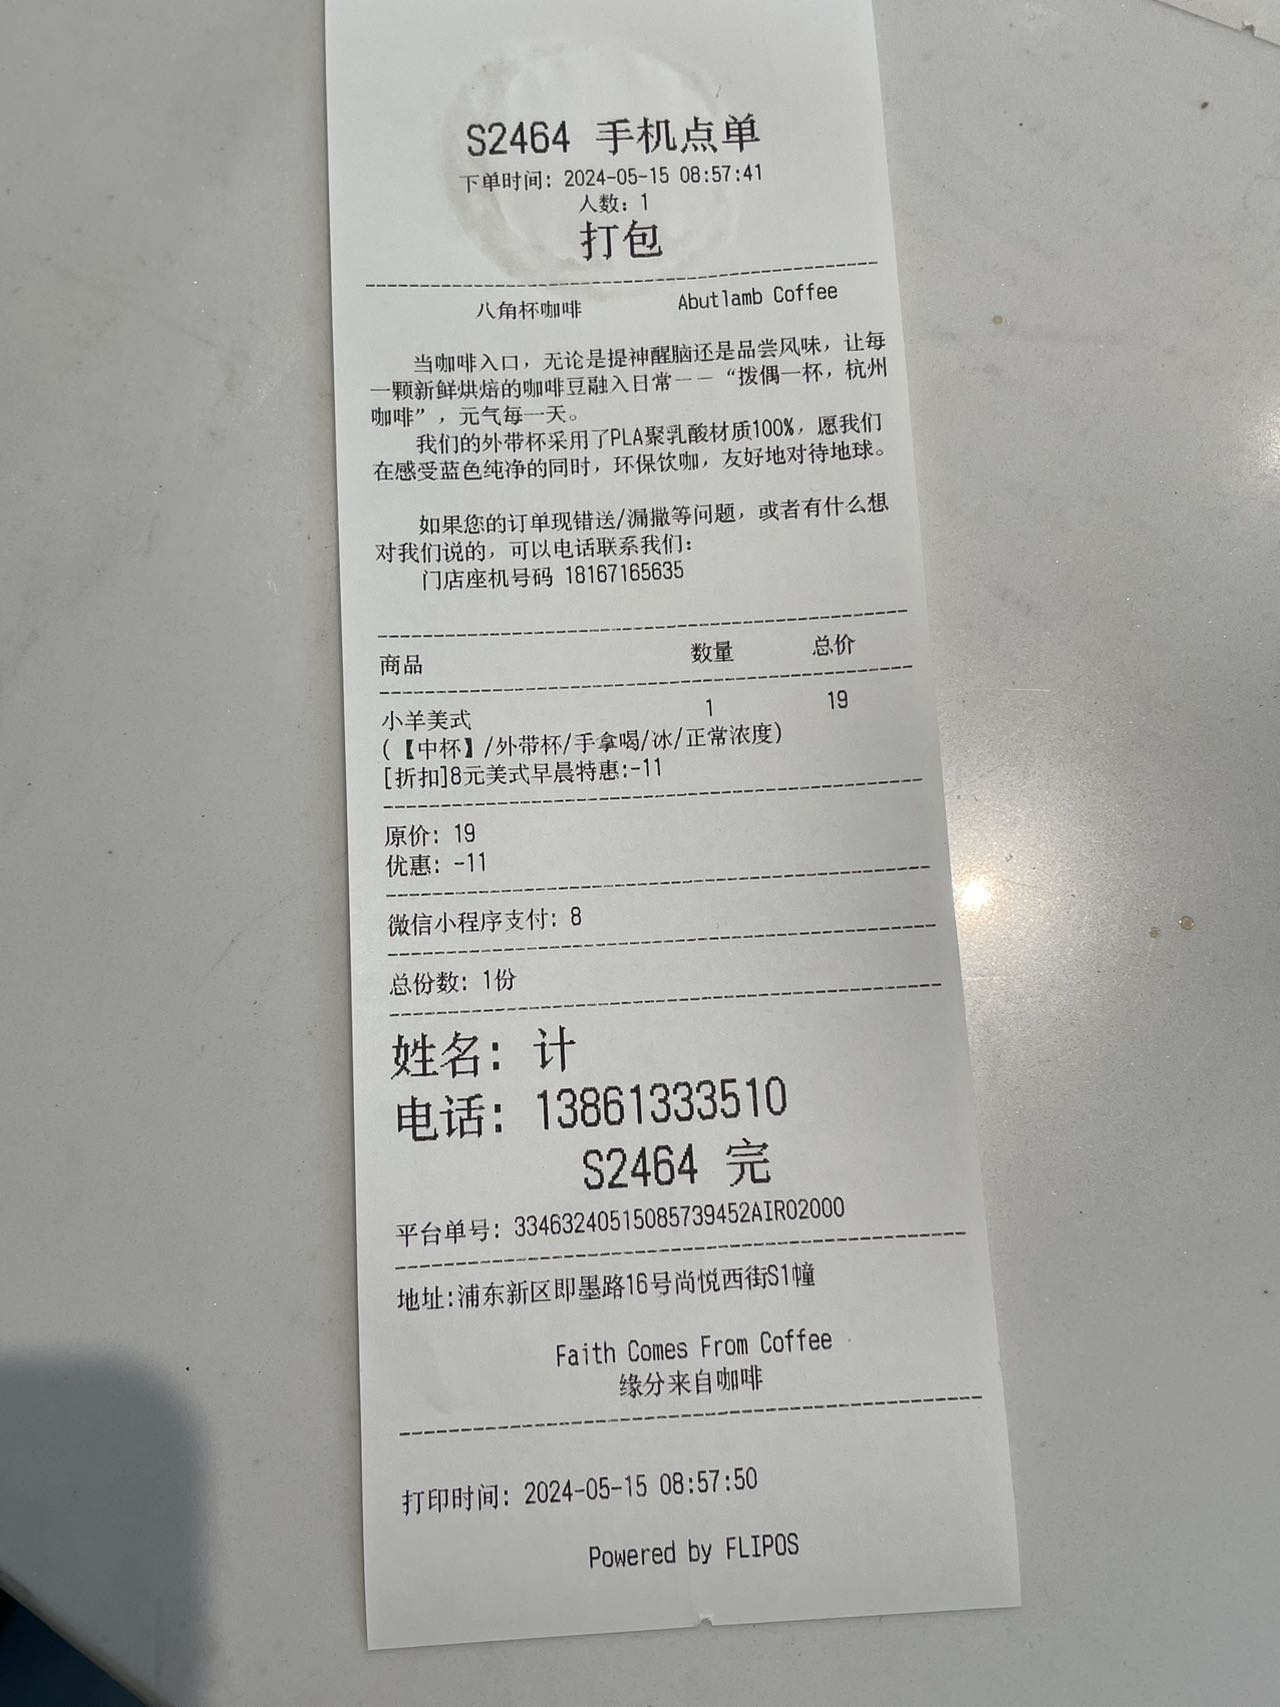 S2464 手机点单
下单时间: 2024-05-15 08:57:41
人数: 1
打包
八角杯咖啡 Abutlamb Coffee
当咖啡入口，无论是提神醒脑还是品尝风味，让每
一颗新鲜烘焙的咖啡豆融入日常——“拨偶一杯，杭州
咖啡”，元气每一天。
我们的外带杯采用了PLA聚乳酸材质100%，愿我们
在感受蓝色纯净的同时，环保饮咖，友好地对待地球。
如果您的订单现错送/漏撒等问题，或者有什么想
对我们说的，可以电话联系我们:
门店座机号码 18167165635
商品 数量 总价
小羊美式 1 19
(【中杯】/外带杯/手拿喝/冰/正常浓度)
[折扣]8元美式早晨特惠:-11
原价: 19
优惠: -11
微信小程序支付: 8
总份数: 1份
姓名: 计
电话: 13861333510
S2464 完
平台单号: 33463240515085739452AIR02000
地址:浦东新区即墨路16号尚悦西街S1幢
Faith Comes From Coffee
缘分来自咖啡
打印时间: 2024-05-15 08:57:50
Powered by FLIPOS